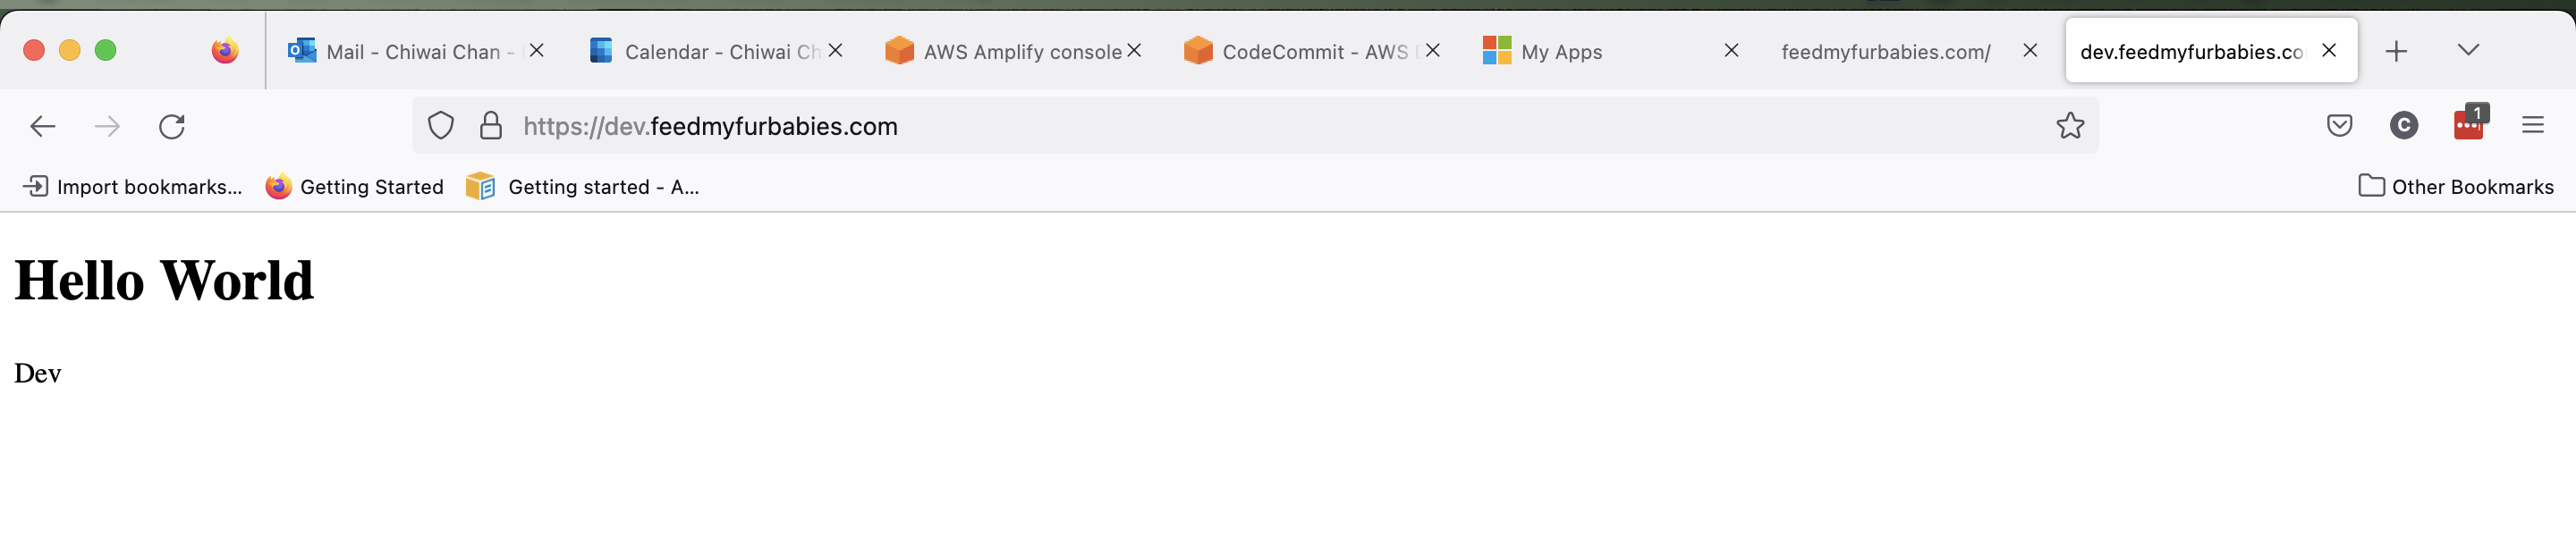 Mail - Chiwai Chan -
Calendar - Chiwai Ch
AWS Amplify console
CodeCommit - AWS
My Apps
feedmyfurbabies.com/
dev.feedmyfurbabies.co
https://dev.feedmyfurbabies.com
C
1
Import bookmarks...
Getting Started
Getting started - A...
Other Bookmarks
Hello World
Dev